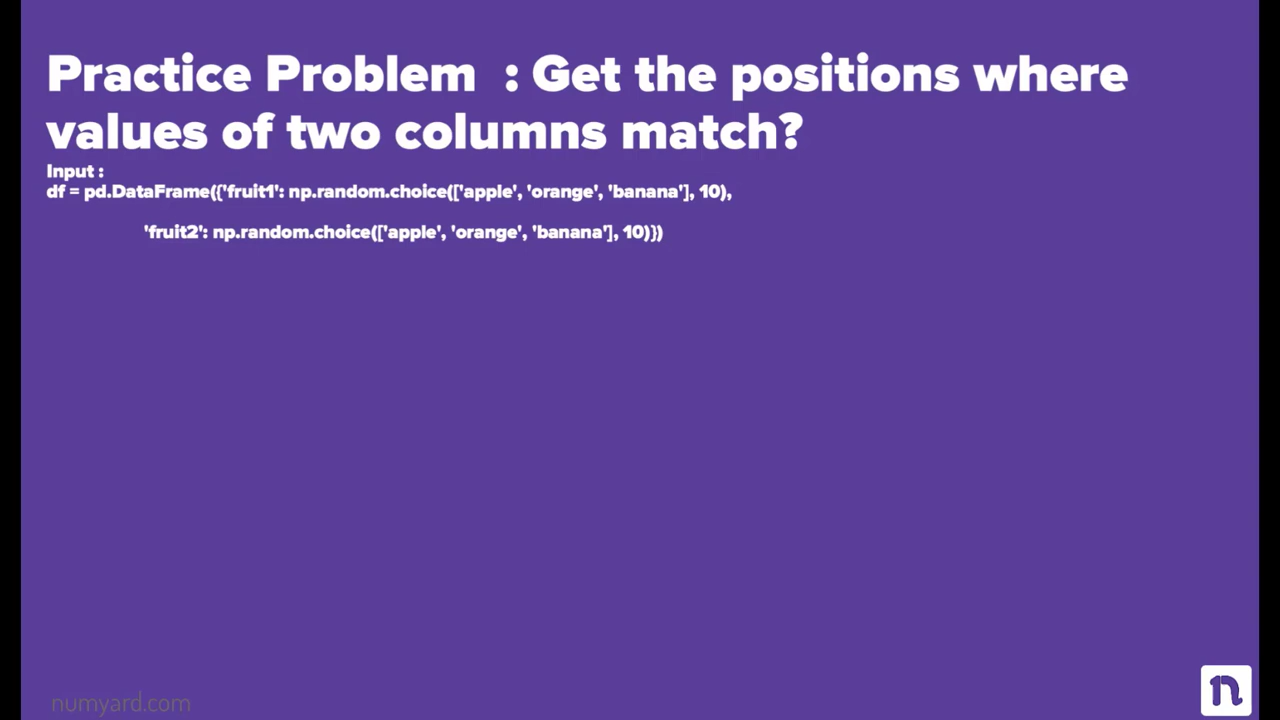 Practice Problem  : Get the positions where
values of two columns match?
Input :
df = pd.DataFrame({'fruit1': np.random.choice(['apple', 'orange', 'banana'], 10),
'fruit2': np.random.choice(['apple', 'orange', 'banana'], 10)})
numyard.com
n